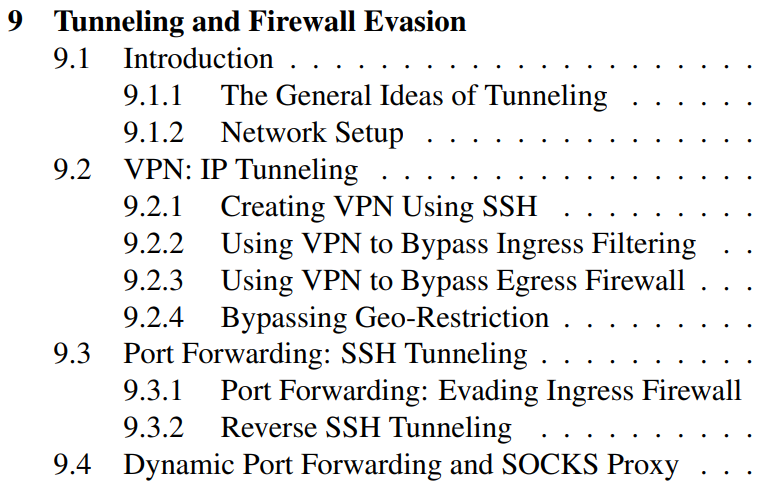 9 Tunneling and Firewall Evasion
9.1 Introduction . . . . . . . . . . . . . . . . . . . . .
9.1.1 The General Ideas of Tunneling . . . . . .
9.1.2 Network Setup . . . . . . . . . . . . . . .
9.2 VPN: IP Tunneling . . . . . . . . . . . . . . . . .
9.2.1 Creating VPN Using SSH . . . . . . . . .
9.2.2 Using VPN to Bypass Ingress Filtering . .
9.2.3 Using VPN to Bypass Egress Firewall . . .
9.2.4 Bypassing Geo-Restriction . . . . . . . . .
9.3 Port Forwarding: SSH Tunneling . . . . . . . . . .
9.3.1 Port Forwarding: Evading Ingress Firewall
9.3.2 Reverse SSH Tunneling . . . . . . . . . .
9.4 Dynamic Port Forwarding and SOCKS Proxy . . .